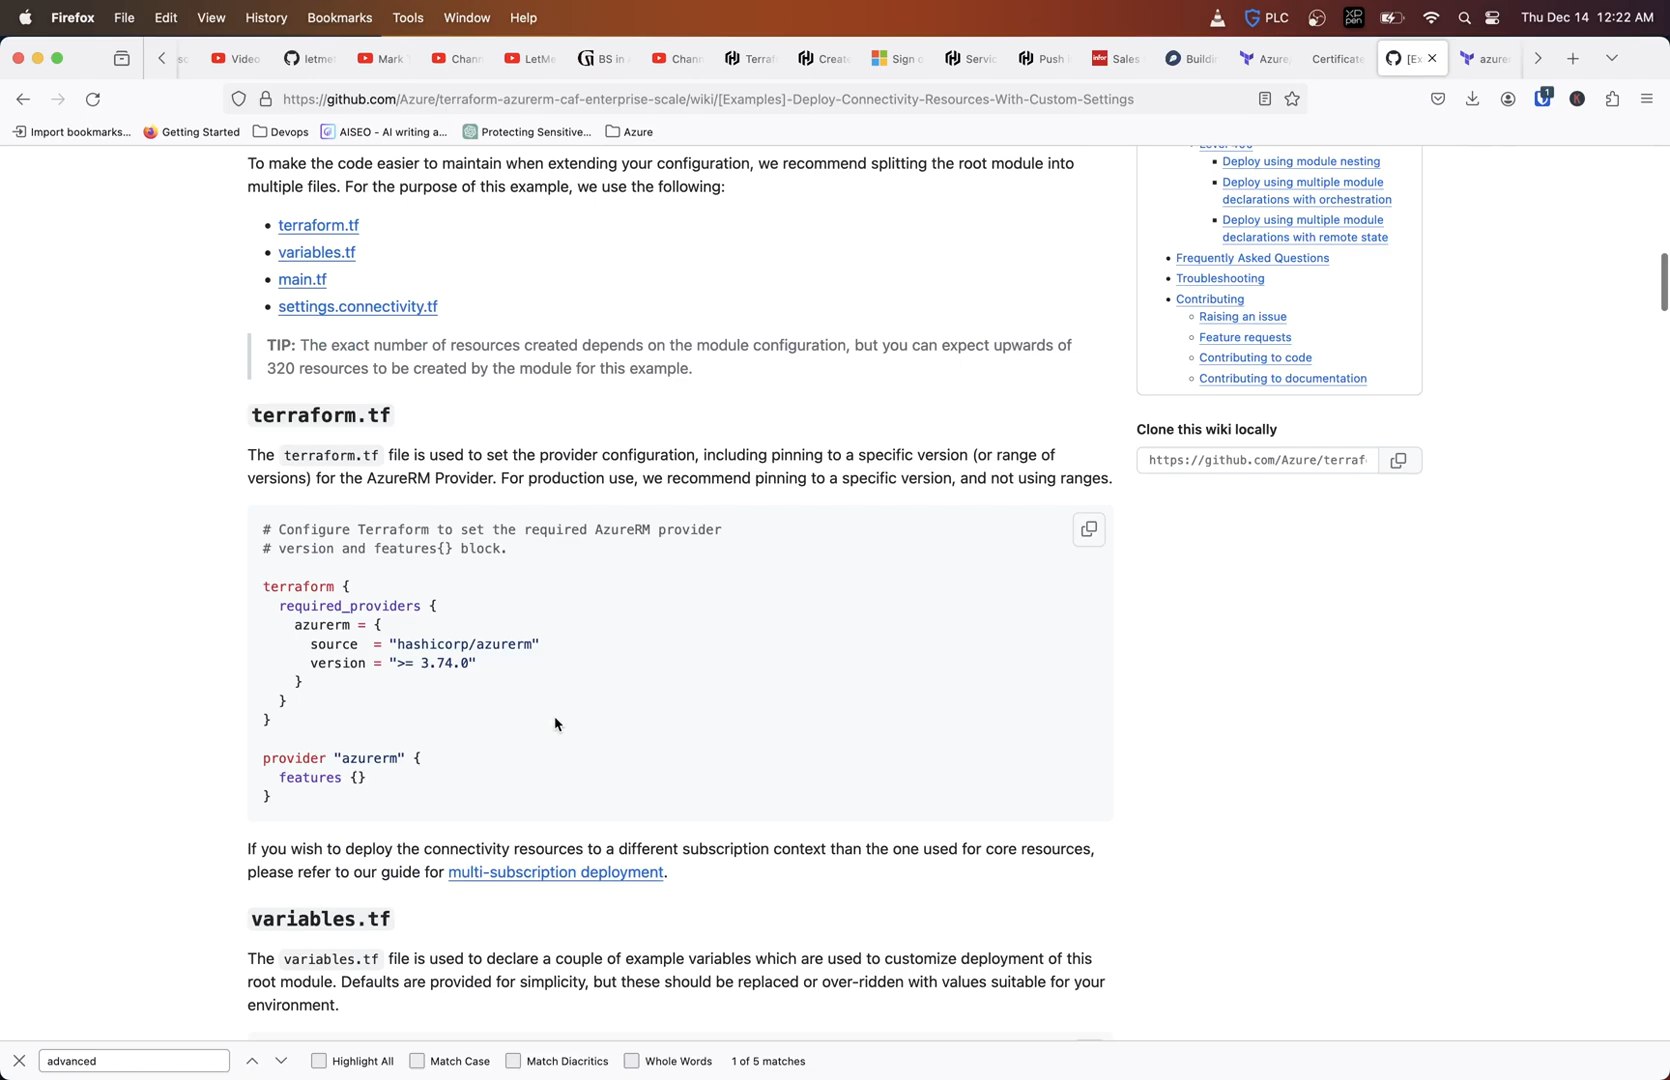 Firefox File Edit View History Bookmarks Tools Window Help PLC XP PEN Thu Dec 14 12:22 AM
Video letme Mark Chann LetMe BS in Chann Terraf Create Sign o Servic Push Sales Buildi Azure Certificate [Ex azure
https://github.com/Azure/terraform-azurerm-caf-enterprise-scale/wiki/[Examples]-Deploy-Connectivity-Resources-With-Custom-Settings 1
Import bookmarks... Getting Started Devops AISEO - AI writing a... Protecting Sensitive... Azure
To make the code easier to maintain when extending your configuration, we recommend splitting the root module into
multiple files. For the purpose of this example, we use the following:
• terraform.tf
• variables.tf
• main.tf
• settings.connectivity.tf
TIP: The exact number of resources created depends on the module configuration, but you can expect upwards of
320 resources to be created by the module for this example.
terraform.tf
The terraform.tf file is used to set the provider configuration, including pinning to a specific version (or range of
versions) for the AzureRM Provider. For production use, we recommend pinning to a specific version, and not using ranges.
# Configure Terraform to set the required AzureRM provider
# version and features{} block.
terraform {
required_providers {
azurerm = {
source = "hashicorp/azurerm"
version = ">= 3.74.0"
}
}
}
provider "azurerm" {
features {}
}
If you wish to deploy the connectivity resources to a different subscription context than the one used for core resources,
please refer to our guide for multi-subscription deployment.
variables.tf
The variables.tf file is used to declare a couple of example variables which are used to customize deployment of this
root module. Defaults are provided for simplicity, but these should be replaced or over-ridden with values suitable for your
environment.
Level 400
Deploy using module nesting
Deploy using multiple module
declarations with orchestration
Deploy using multiple module
declarations with remote state
• Frequently Asked Questions
• Troubleshooting
• Contributing
Raising an issue
Feature requests
Contributing to code
Contributing to documentation
Clone this wiki locally
https://github.com/Azure/terraf
advanced Highlight All Match Case Match Diacritics Whole Words 1 of 5 matches